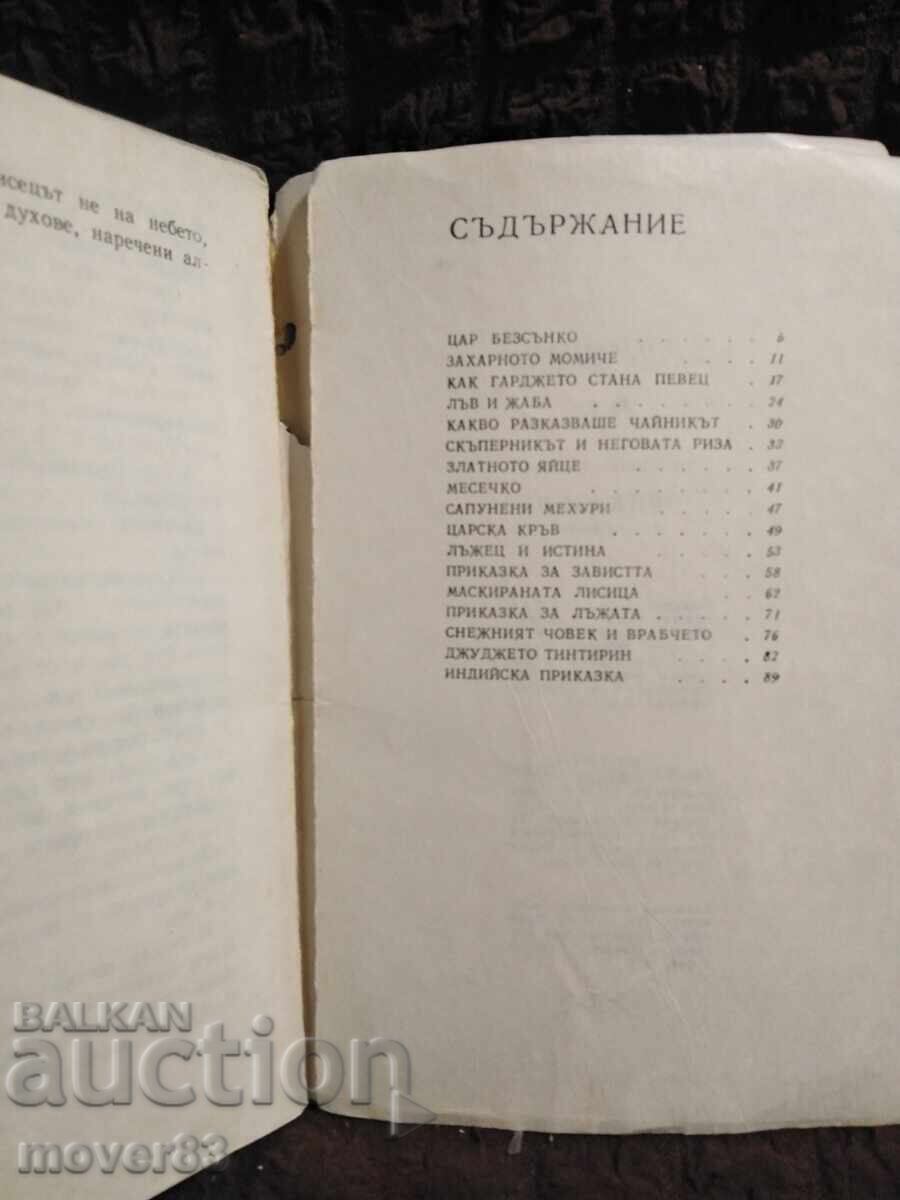 исецът не на небето,
духове, наречени ал-
СЪДЪРЖАНИЕ
ЦАР БЕЗСЪНКО . . . . . . 5
ЗАХАРНОТО МОМИЧЕ . . . . 11
КАК ГАРДЖЕТО СТАНА ПЕВЕЦ . 17
ЛЪВ И ЖАБА . . . . . . . 24
КАКВО РАЗКАЗВАШЕ ЧАЙНИКЪТ . 30
СКЪПЕРНИКЪТ И НЕГОВАТА РИЗА . 33
ЗЛАТНОТО ЯЙЦЕ . . . . . . 37
МЕСЕЧКО . . . . . . . 41
САПУНЕНИ МЕХУРИ . . . . . 47
ЦАРСКА КРЪВ . . . . . . 49
ЛЪЖЕЦ И ИСТИНА . . . . . 53
ПРИКАЗКА ЗА ЗАВИСТТА . . . 58
МАСКИРАНАТА ЛИСИЦА . . . 62
ПРИКАЗКА ЗА ЛЪЖАТА . . . . . 71
СНЕЖНИЯТ ЧОВЕК И ВРАБЧЕТО . 76
ДЖУДЖЕТО ТИНТИРИН . . . . 82
ИНДИЙСКА ПРИКАЗКА . . . . 89
BALKAN
auction
mover83